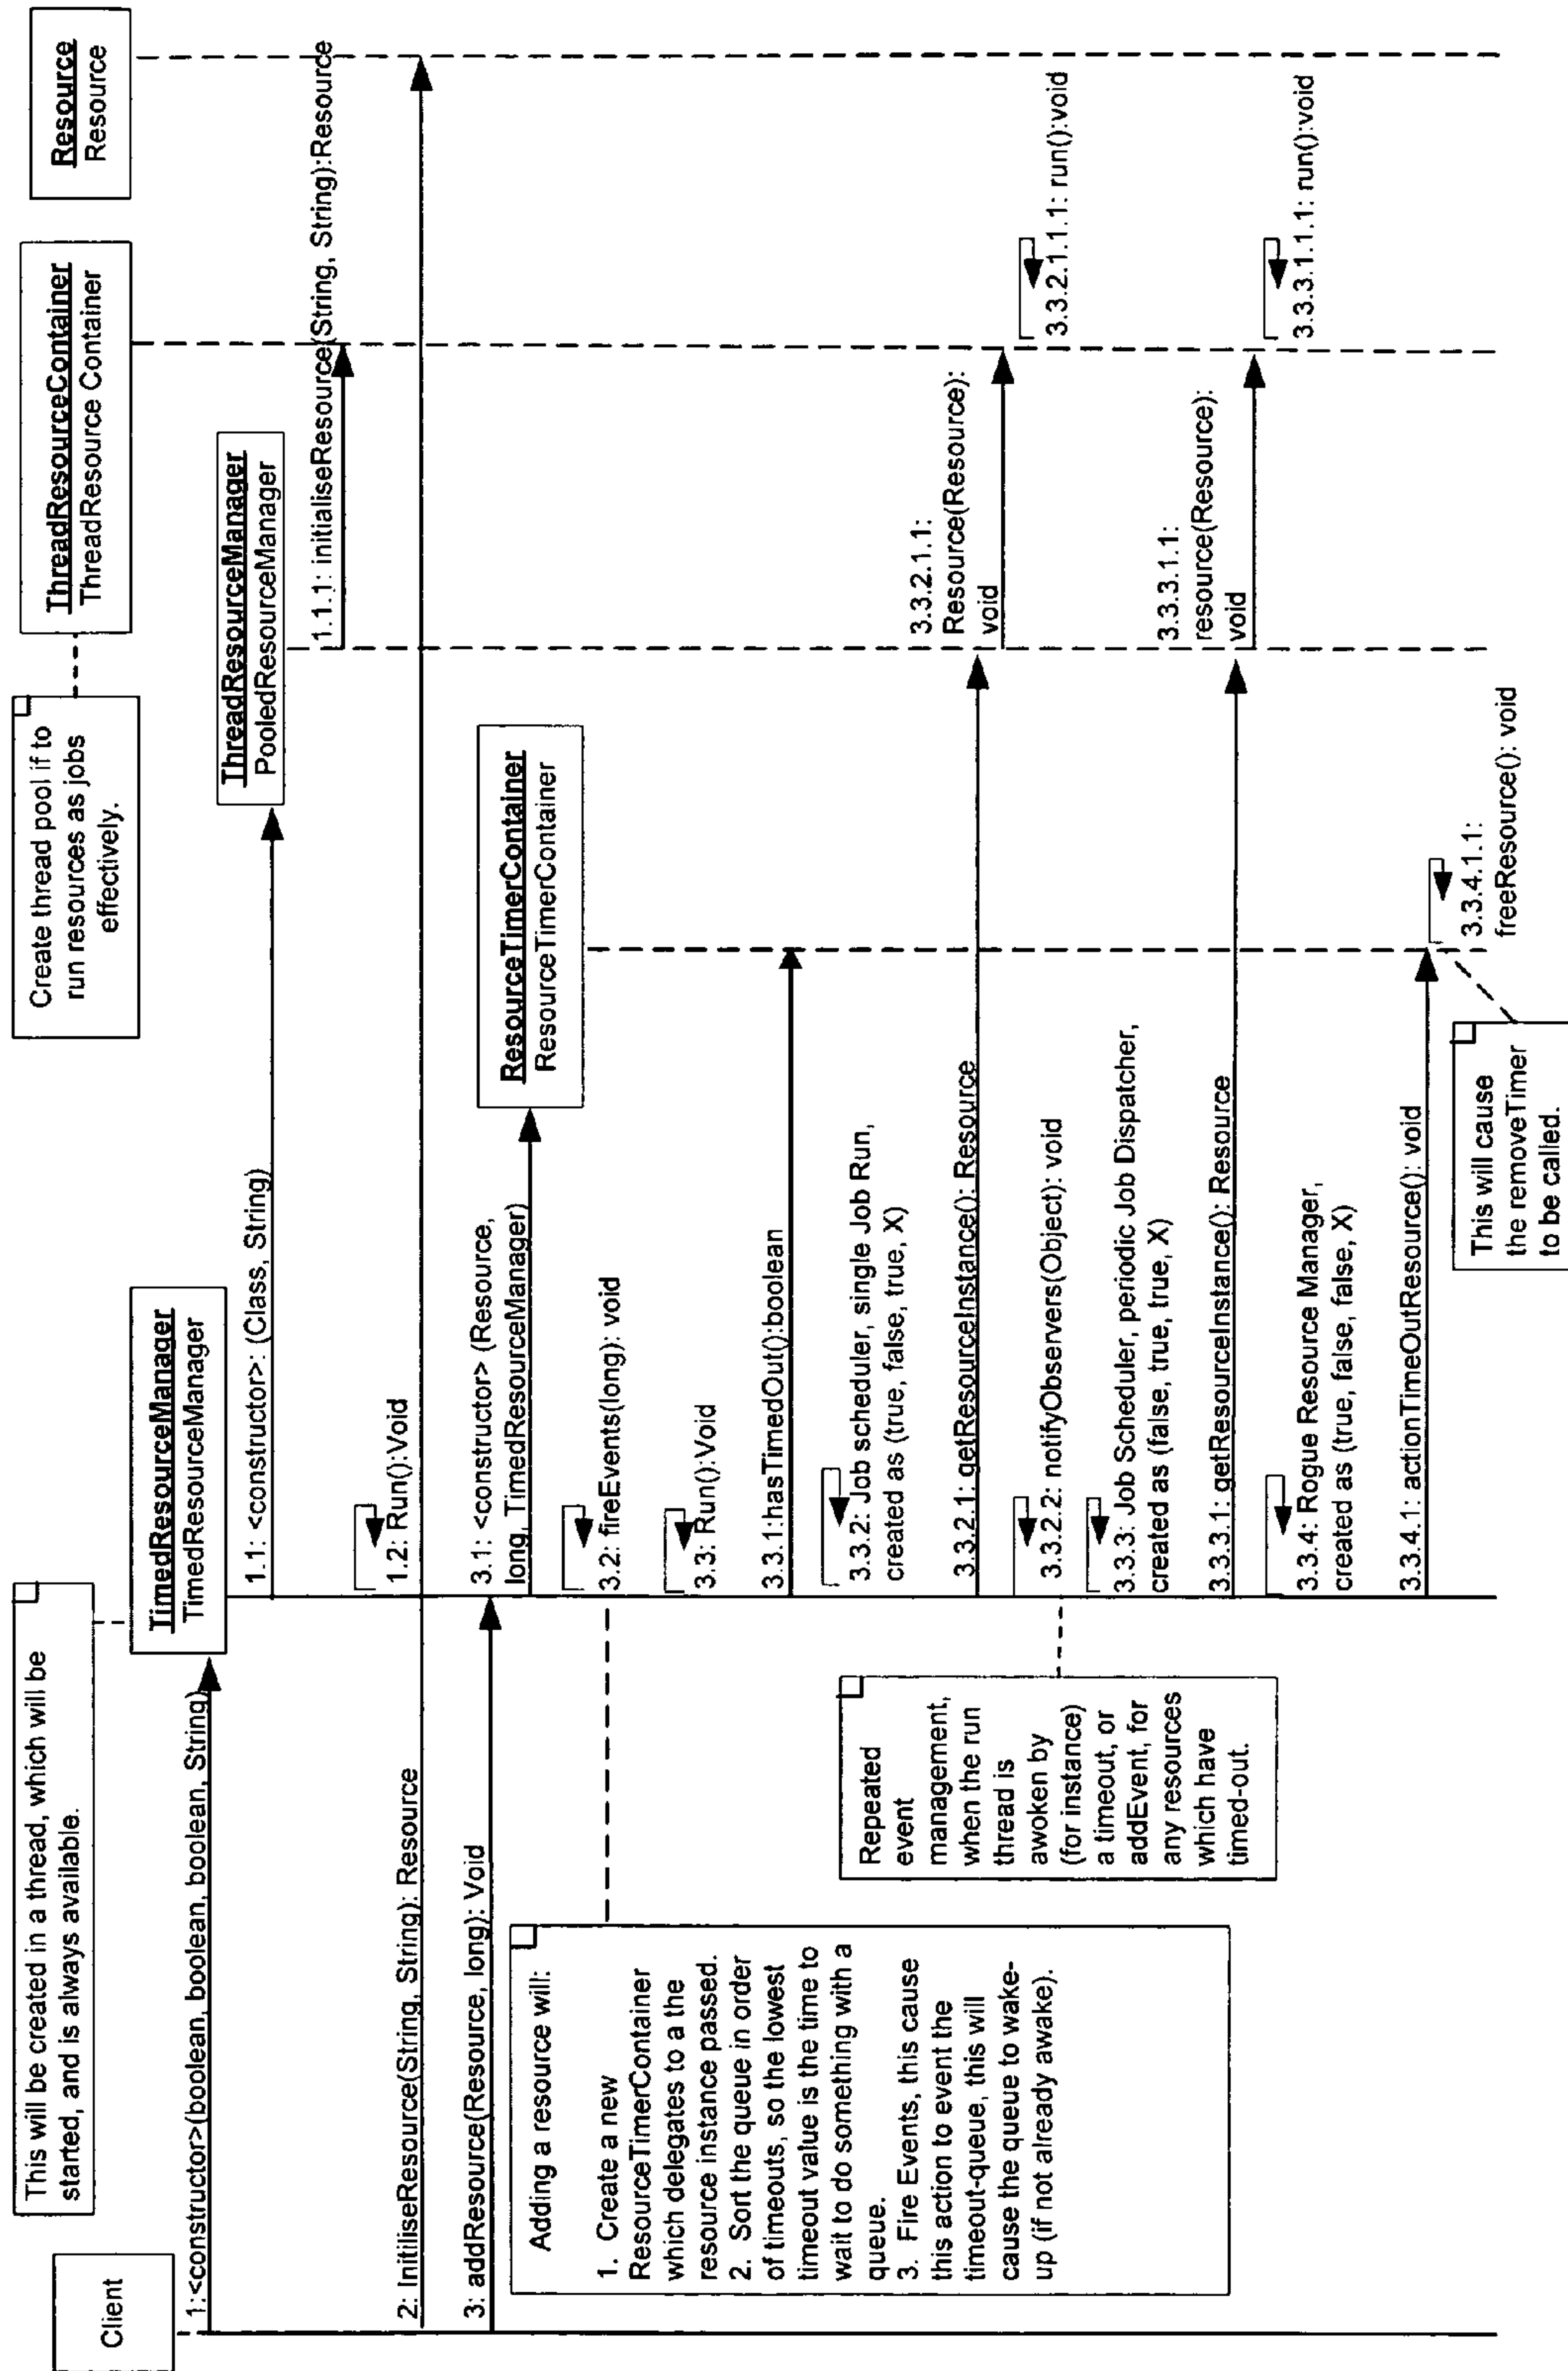 Client
This will be created in a thread, which will be
started, and is always available.
TimedResourceManager
TimedResourceManager
Create thread pool if to
run resources as jobs
effectively.
ThreadResourceManager
PooledResourceManager
ThreadResourceContainer
ThreadResource Container
Resource
Resource
1:<constructor>(boolean, boolean, boolean, String)
1.1: <constructor>: (Class, String)
1.1.1: initialiseResource(String, String):Resource
1.2: Run():Void
2: InitiliseResource(String, String): Resource
3: addResource(Resource, long): Void
3.1: <constructor> (Resource,
long, TimedResourceManager)
ResourceTimerContainer
ResourceTimerContainer
3.2: fireEvents(long): void
Adding a resource will:
1. Create a new
ResourceTimerContainer
which delegates to a the
resource instance passed.
2. Sort the queue in order
of timeouts, so the lowest
timeout value is the time to
wait to do something with a
queue.
3. Fire Events, this cause
this action to event the
timeout-queue, this will
cause the queue to wake-
up (if not already awake).
3.3: Run():Void
3.3.1:hasTimedOut():boolean
3.3.2: Job scheduler, single Job Run,
created as (true, false, true, X)
3.3.2.1: getResourceInstance(): Resource
3.3.2.1.1:
Resource(Resource):
void
3.3.2.1.1.1: run():void
3.3.2.2: notifyObservers(Object): void
Repeated
event
management,
when the run
thread is
awoken by
(for instance)
a timeout, or
addEvent, for
any resources
which have
timed-out.
3.3.3: Job Scheduler, periodic Job Dispatcher,
created as (false, true, true, X)
3.3.3.1: getResourceInstance(): Resource
3.3.3.1.1:
resource(Resource):
void
3.3.3.1.1.1: run():void
3.3.4: Rogue Resource Manager,
created as (true, false, false, X)
3.3.4.1: actionTimeOutResource(): void
3.3.4.1.1:
freeResource(): void
This will cause
the removeTimer
to be called.